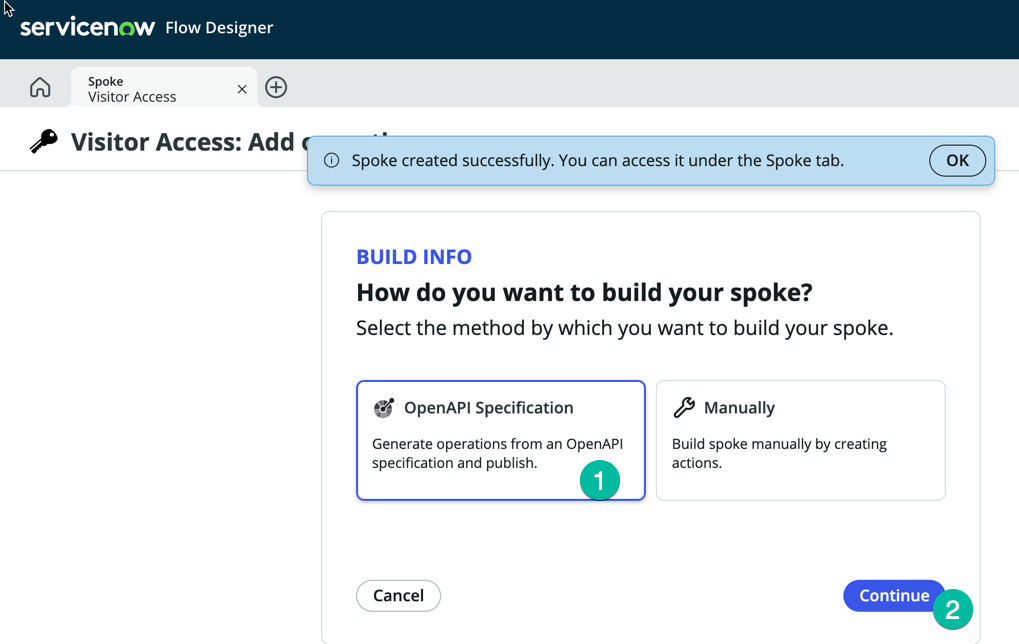 servicenow Flow Designer
Spoke
Visitor Access
Visitor Access: Add
Spoke created successfully. You can access it under the Spoke tab.
OK
BUILD INFO
How do you want to build your spoke?
Select the method by which you want to build your spoke.
OpenAPI Specification
Generate operations from an OpenAPI
specification and publish.
1
Manually
Build spoke manually by creating
actions.
Cancel
Continue
2